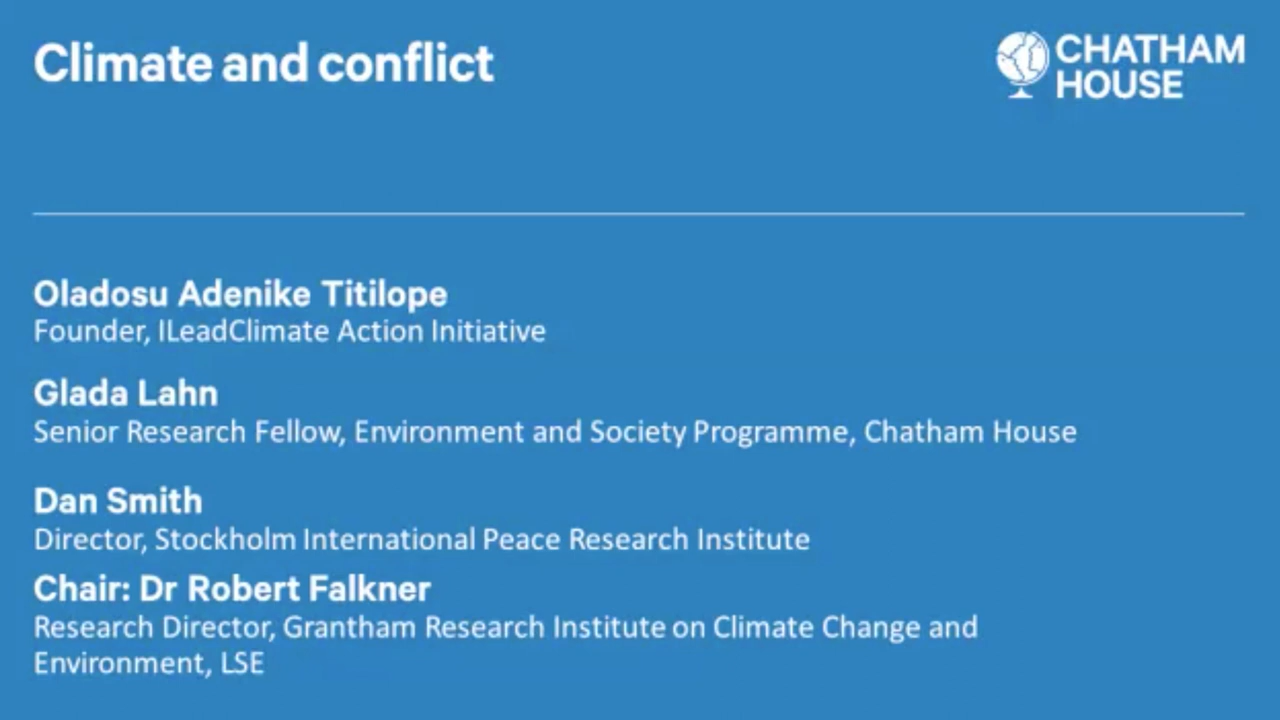 Climate and conflict
CHATHAM
HOUSE
Oladosu Adenike Titilope
Founder, ILeadClimate Action Initiative
Glada Lahn
Senior Research Fellow, Environment and Society Programme, Chatham House
Dan Smith
Director, Stockholm International Peace Research Institute
Chair: Dr Robert Falkner
Research Director, Grantham Research Institute on Climate Change and
Environment, LSE